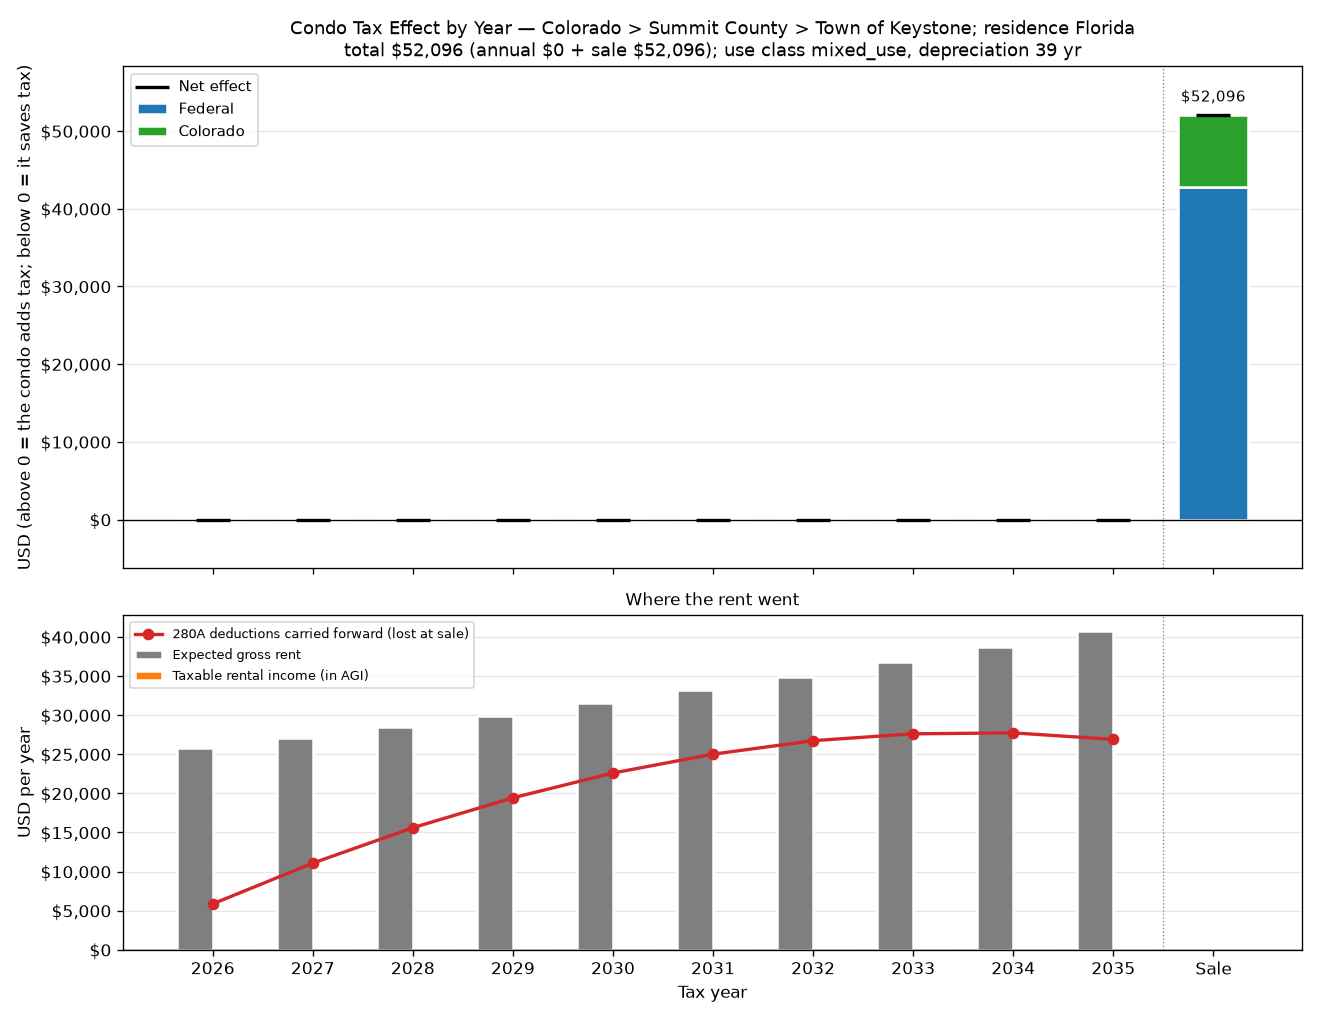 Condo Tax Effect by Year — Colorado > Summit County > Town of Keystone; residence Florida
total $52,096 (annual $0 + sale $52,096); use class mixed_use, depreciation 39 yr
USD (above 0 = the condo adds tax; below 0 = it saves tax)
Net effect
Federal
Colorado
$52,096
$50,000
$40,000
$30,000
$20,000
$10,000
$0
Where the rent went
280A deductions carried forward (lost at sale)
Expected gross rent
Taxable rental income (in AGI)
USD per year
$40,000
$35,000
$30,000
$25,000
$20,000
$15,000
$10,000
$5,000
$0
2026 2027 2028 2029 2030 2031 2032 2033 2034 2035 Sale
Tax year